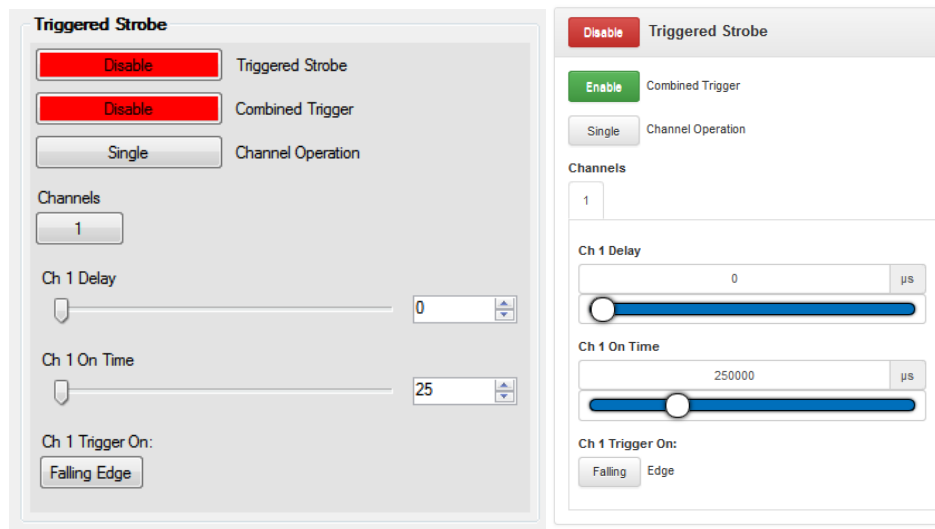 Triggered Strobe
Disable Triggered Strobe
Disable Combined Trigger
Single Channel Operation
Channels
1
Ch 1 Delay
0
Ch 1 On Time
25
Ch 1 Trigger On:
Falling Edge
Disable Triggered Strobe
Enable Combined Trigger
Single Channel Operation
Channels
1
Ch 1 Delay
0 µs
Ch 1 On Time
250000 µs
Ch 1 Trigger On:
Falling Edge